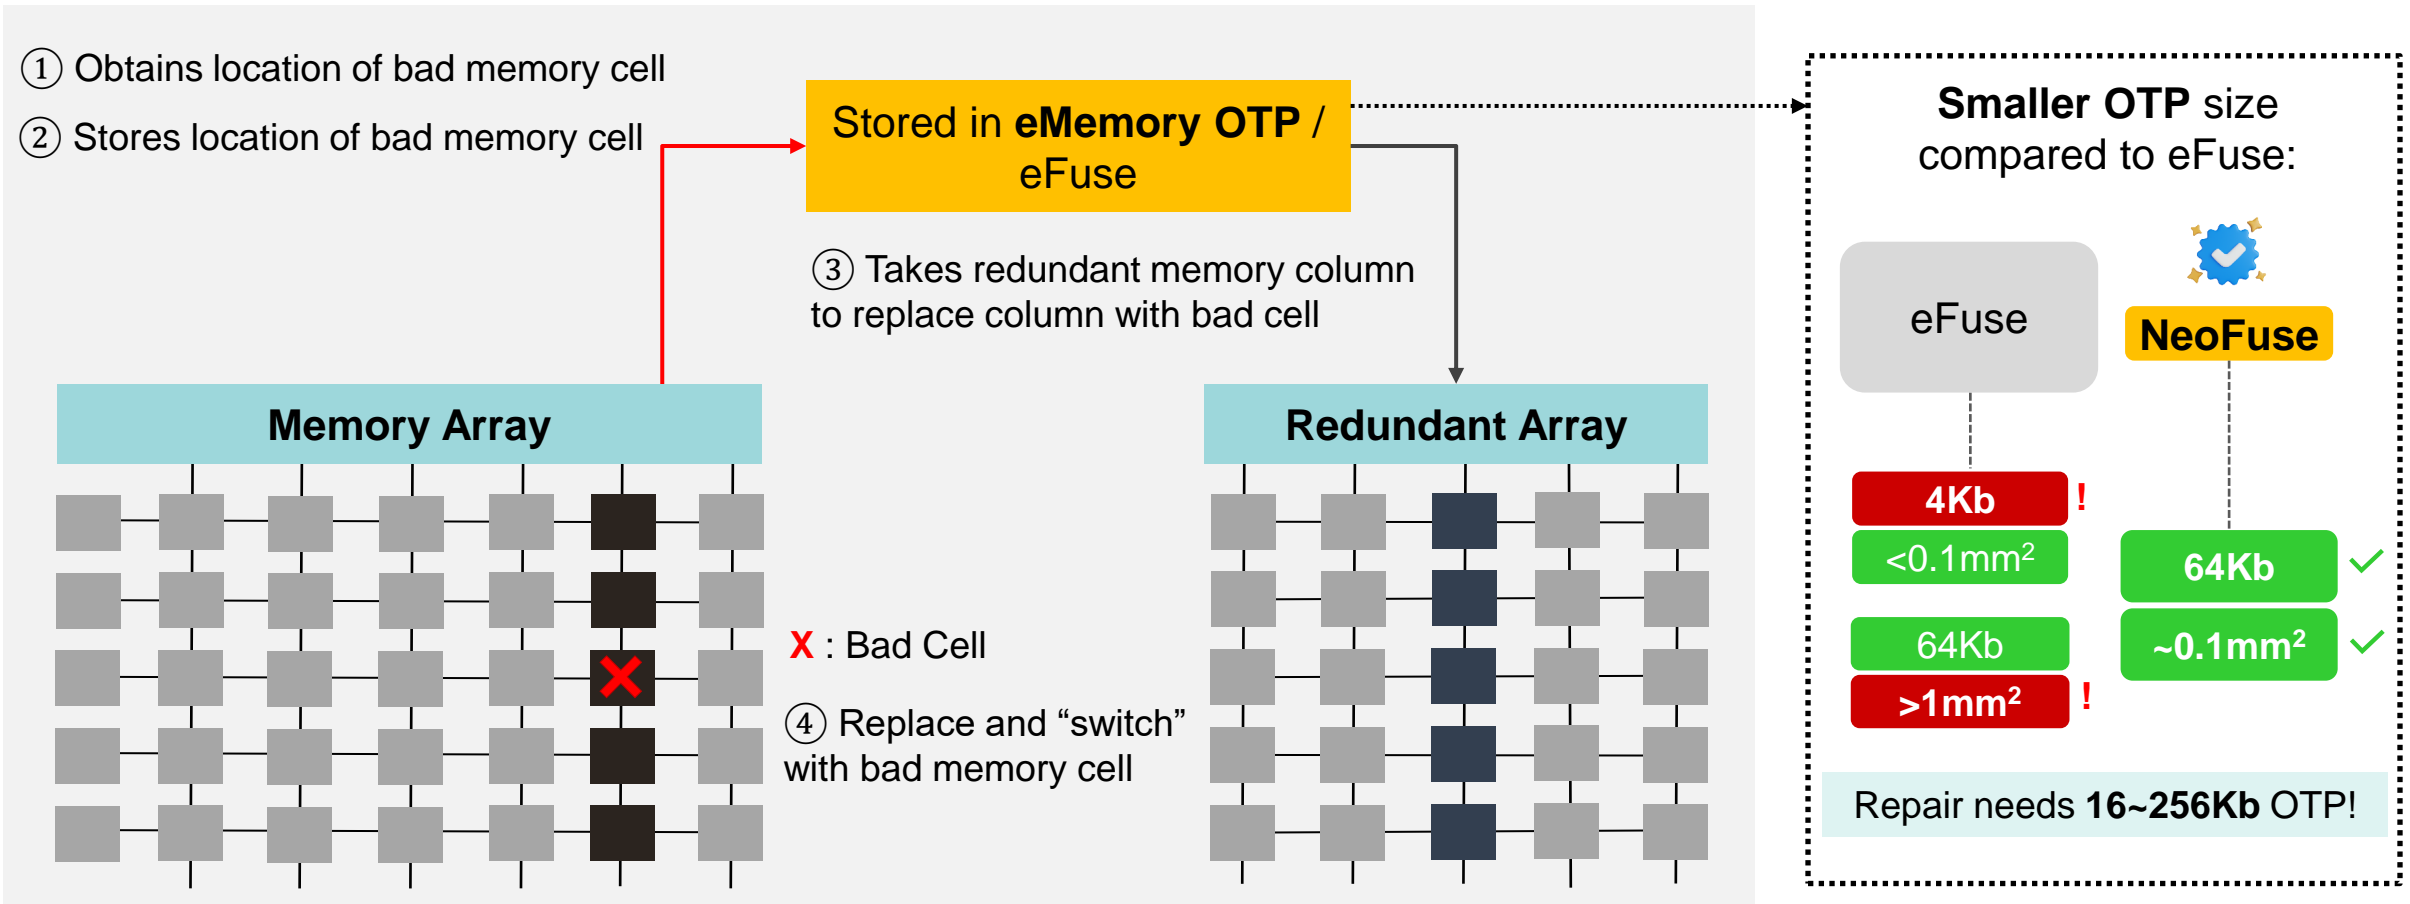 ① Obtains location of bad memory cell
② Stores location of bad memory cell
Stored in eMemory OTP /
eFuse
③ Takes redundant memory column
to replace column with bad cell
Memory Array
Redundant Array
X : Bad Cell
④ Replace and “switch”
with bad memory cell
Smaller OTP size
compared to eFuse:
eFuse
NeoFuse
4Kb !
<0.1mm²
64Kb
>1mm² !
64Kb
~0.1mm²
Repair needs 16~256Kb OTP!